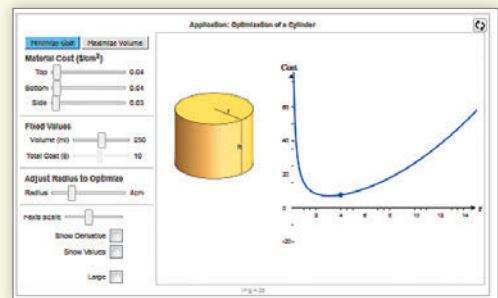 Application: Optimization of a Cylinder
Minimize Cost Maximize Volume
Material Cost ($/cm²)
Top 0.04
Bottom 0.04
Side 0.03
Fixed Values
Volume (ml) 250
Total Cost ($) 10
Adjust Radius to Optimize
Radius 4cm
Axis Scale
Show Derivative
Show Values
Large
r
h
Cost
40
20
0
2 4 6 8 10 12 14 r
-20